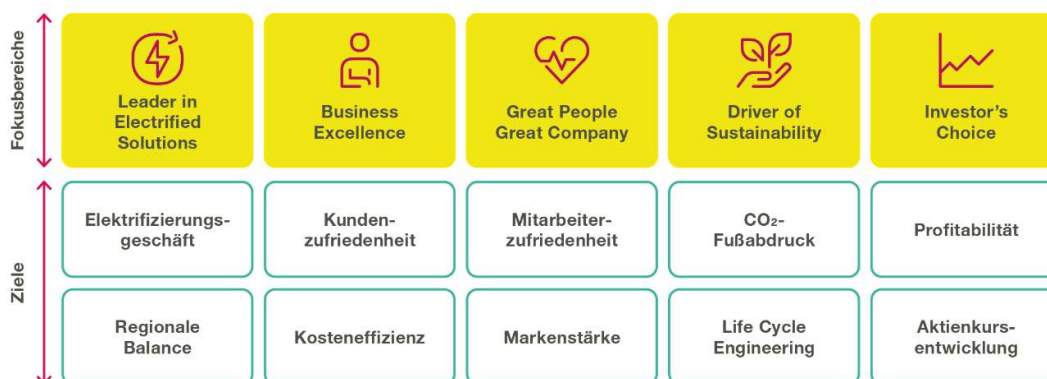 Fokusbereiche
Leader in
Electrified
Solutions
Business
Excellence
Great People
Great Company
Driver of
Sustainability
Investor's
Choice
Ziele
Elektrifizierungs-
geschäft
Kunden-
zufriedenheit
Mitarbeiter-
zufriedenheit
CO₂-
Fußabdruck
Profitabilität
Regionale
Balance
Kosteneffizienz
Markenstärke
Life Cycle
Engineering
Aktienkurs-
entwicklung